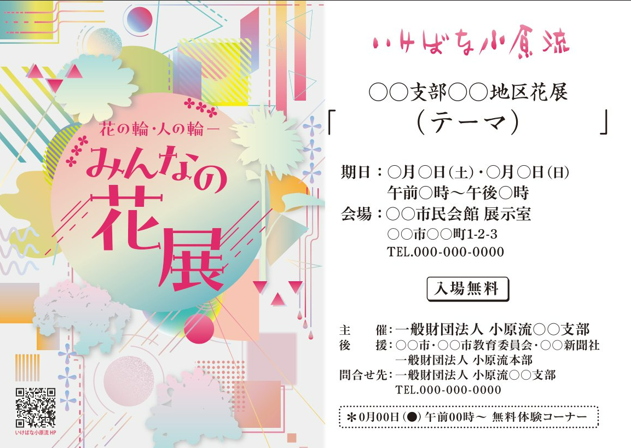 花の輪・人の輪―
みんなの
花展
いけばな小原流HP
いけばな小原流
○○支部○○地区花展
「（テーマ）」
期日：○月○日(土)・○月○日(日)
午前○時〜午後○時
会場：○○市民会館 展示室
○○市○○町1-2-3
TEL.000-000-0000
入場無料
主　催：一般財団法人 小原流○○支部
後　援：○○市・○○市教育委員会・○○新聞社
一般財団法人 小原流本部
問合せ先：一般財団法人 小原流○○支部
TEL.000-000-0000
＊0月00日(●)午前00時〜 無料体験コーナー